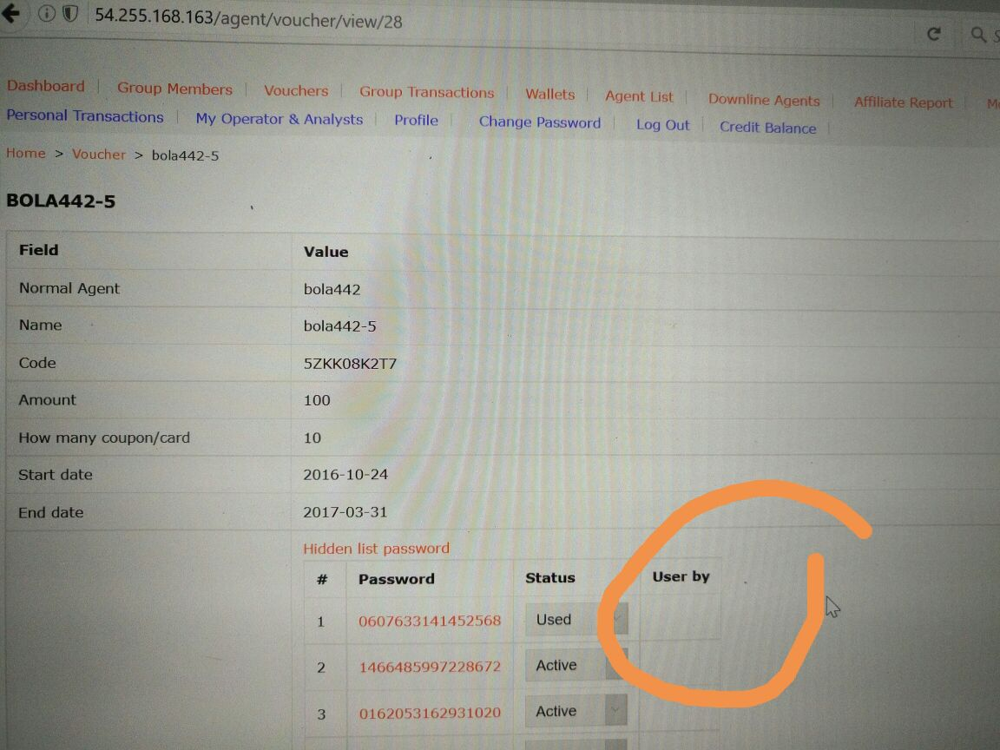 54.255.168.163/agent/voucher/view/28
Dashboard Group Members Vouchers Group Transactions Wallets Agent List Downline Agents Affiliate Report
Personal Transactions My Operator & Analysts Profile Change Password Log Out Credit Balance
Home > Voucher > bola442-5
BOLA442-5
Field Value
Normal Agent bola442
Name bola442-5
Code 5ZKK08K2T7
Amount 100
How many coupon/card 10
Start date 2016-10-24
End date 2017-03-31
Hidden list password
# Password Status User by
1 0607633141452568 Used
2 1466485997228672 Active
3 0162053162931020 Active